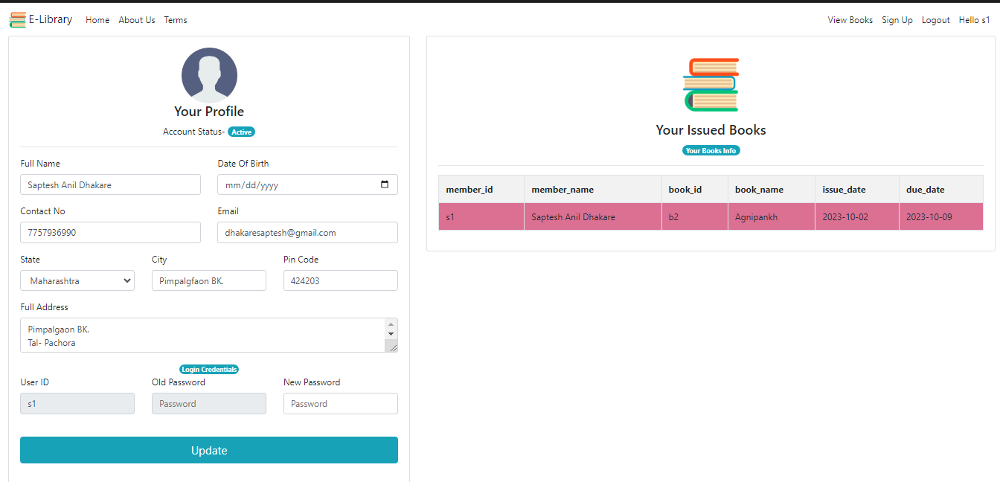 E-Library Home About Us Terms View Books Sign Up Logout Hello s1
Your Profile
Account Status- Active
Full Name Date Of Birth
Saptesh Anil Dhakare mm/dd/yyyy
Contact No Email
7757936990 dhakaresaptesh@gmail.com
State City Pin Code
Maharashtra Pimpalgfaon BK. 424203
Full Address
Pimpalgaon BK.
Tal- Pachora
Login Credentials
User ID Old Password New Password
s1 Password Password
Update
Your Issued Books
Your Books Info
member_id member_name book_id book_name issue_date due_date
s1 Saptesh Anil Dhakare b2 Agnipankh 2023-10-02 2023-10-09